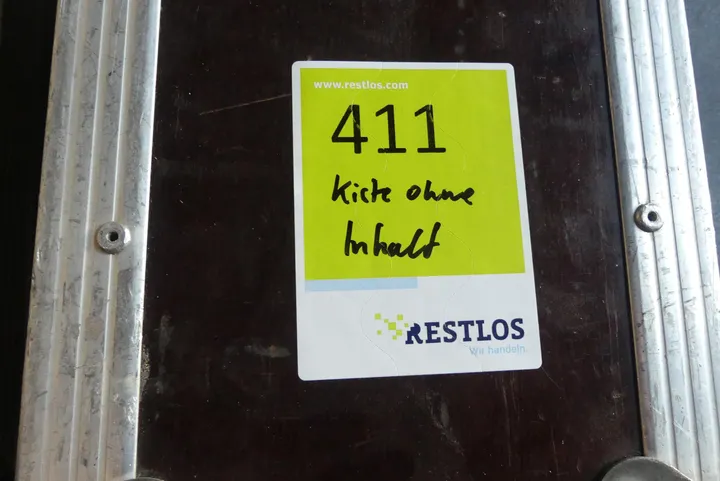 www.restlos.com
411
Kiste ohne
Inhalt
RESTLOS
Wir handeln.